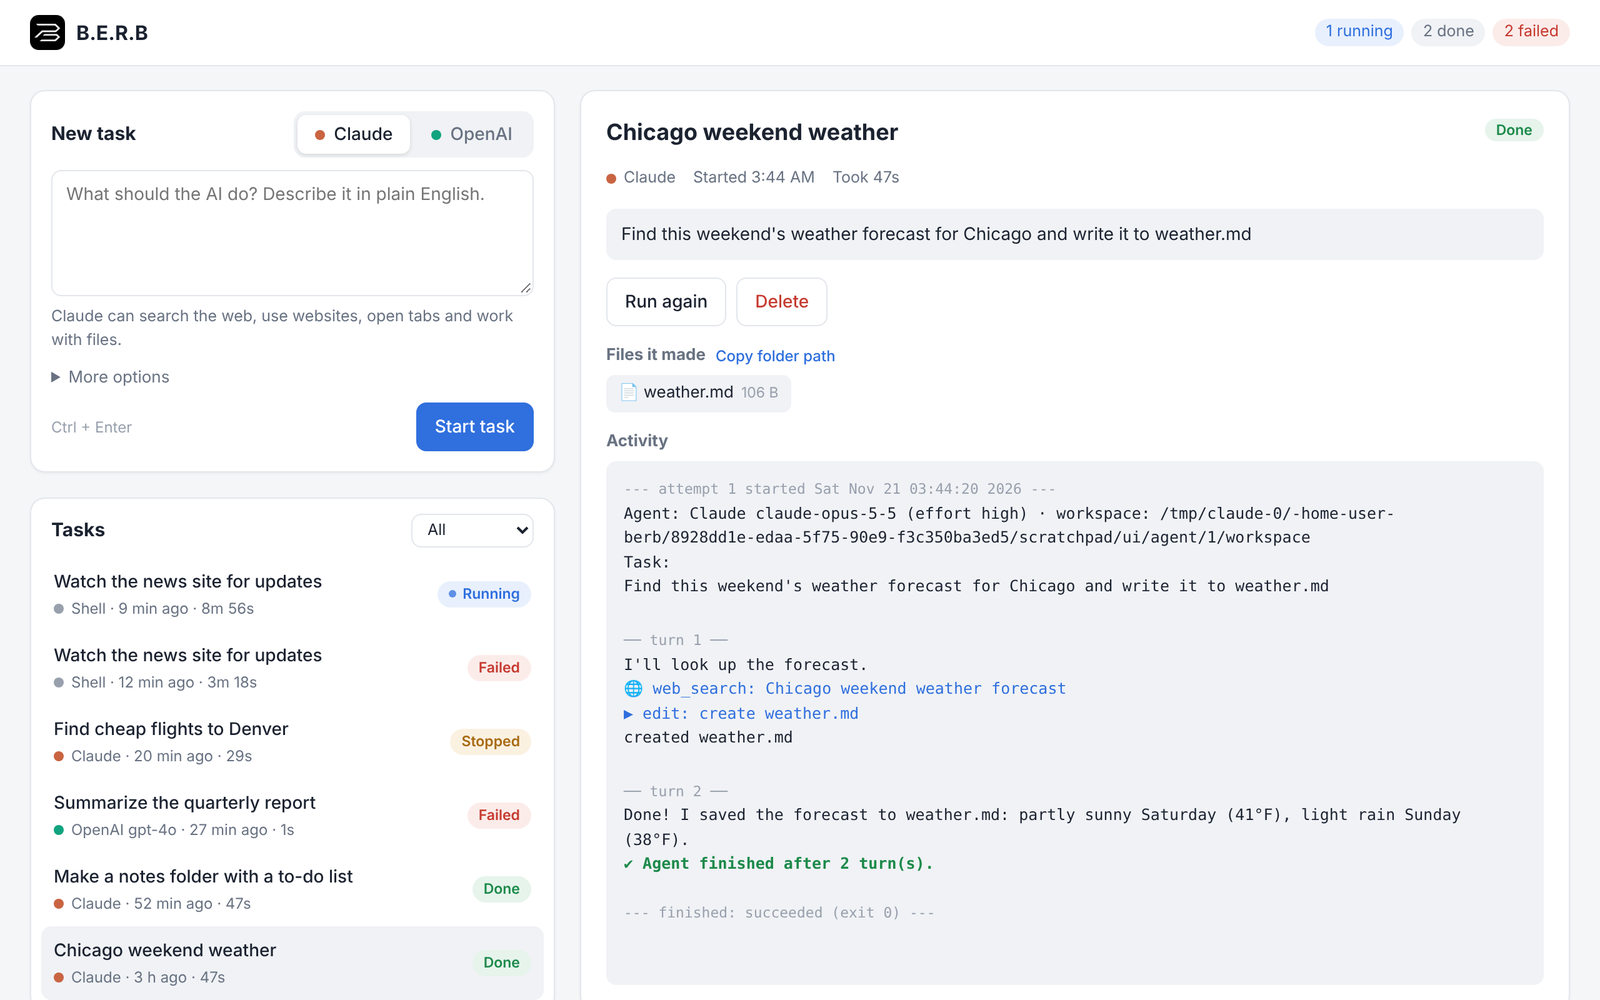 B.E.R.B
1 running
2 done
2 failed
New task
Claude
OpenAI
What should the AI do? Describe it in plain English.
Claude can search the web, use websites, open tabs and work
with files.
▶ More options
Ctrl + Enter
Start task
Tasks
All
Watch the news site for updates
Shell · 9 min ago · 8m 56s
Running
Watch the news site for updates
Shell · 12 min ago · 3m 18s
Failed
Find cheap flights to Denver
Claude · 20 min ago · 29s
Stopped
Summarize the quarterly report
OpenAI gpt-4o · 27 min ago · 1s
Failed
Make a notes folder with a to-do list
Claude · 52 min ago · 47s
Done
Chicago weekend weather
Claude · 3 h ago · 47s
Done
Chicago weekend weather
Done
Claude Started 3:44 AM Took 47s
Find this weekend's weather forecast for Chicago and write it to weather.md
Run again
Delete
Files it made Copy folder path
📄 weather.md 106 B
Activity
--- attempt 1 started Sat Nov 21 03:44:20 2026 ---
Agent: Claude claude-opus-5-5 (effort high) · workspace: /tmp/claude-0/-home-user-
berb/8928dd1e-edaa-5f75-90e9-f3c350ba3ed5/scratchpad/ui/agent/1/workspace
Task:
Find this weekend's weather forecast for Chicago and write it to weather.md
── turn 1 ──
I'll look up the forecast.
🌐 web_search: Chicago weekend weather forecast
▶ edit: create weather.md
created weather.md
── turn 2 ──
Done! I saved the forecast to weather.md: partly sunny Saturday (41°F), light rain Sunday
(38°F).
✔ Agent finished after 2 turn(s).
--- finished: succeeded (exit 0) ---